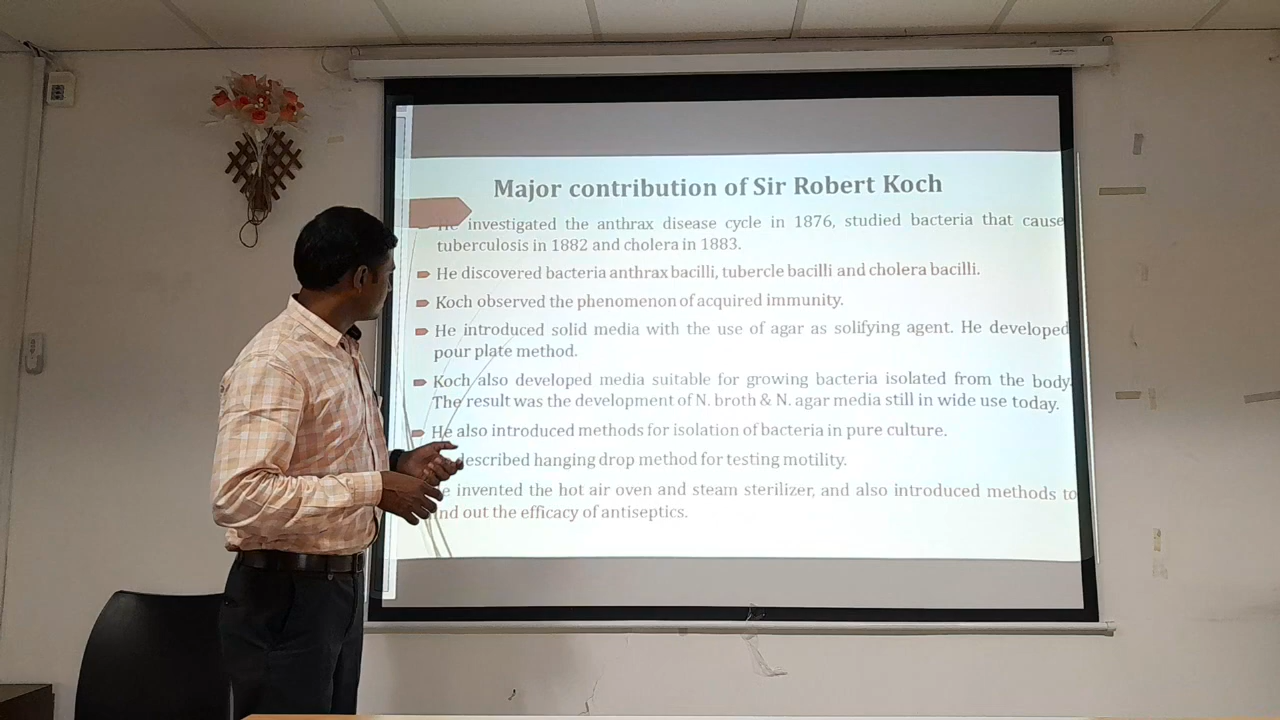 Major contribution of Sir Robert Koch
He investigated the anthrax disease cycle in 1876, studied bacteria that cause
tuberculosis in 1882 and cholera in 1883.
He discovered bacteria anthrax bacilli, tubercle bacilli and cholera bacilli.
Koch observed the phenomenon of acquired immunity.
He introduced solid media with the use of agar as solifying agent. He developed
pour plate method.
Koch also developed media suitable for growing bacteria isolated from the body.
The result was the development of N. broth & N. agar media still in wide use today.
He also introduced methods for isolation of bacteria in pure culture.
described hanging drop method for testing motility.
invented the hot air oven and steam sterilizer, and also introduced methods to
out the efficacy of antiseptics.